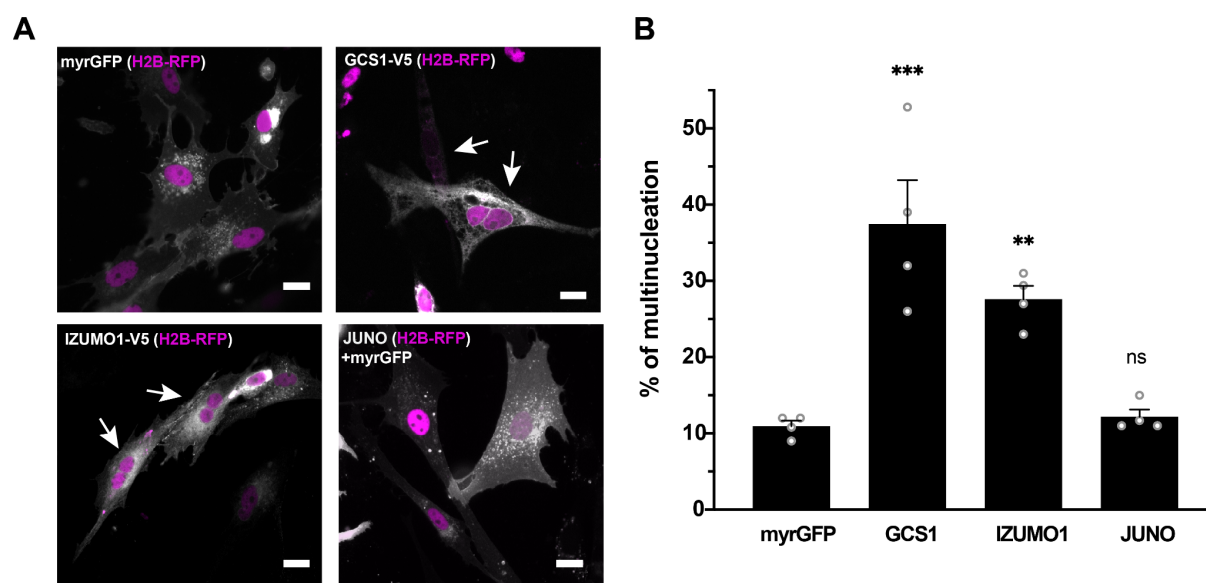 A
myrGFP (H2B-RFP)
GCS1-V5 (H2B-RFP)
IZUMO1-V5 (H2B-RFP)
JUNO (H2B-RFP)
+myrGFP
B
% of multinucleation
50
40
30
20
10
0
***
**
ns
myrGFP
GCS1
IZUMO1
JUNO